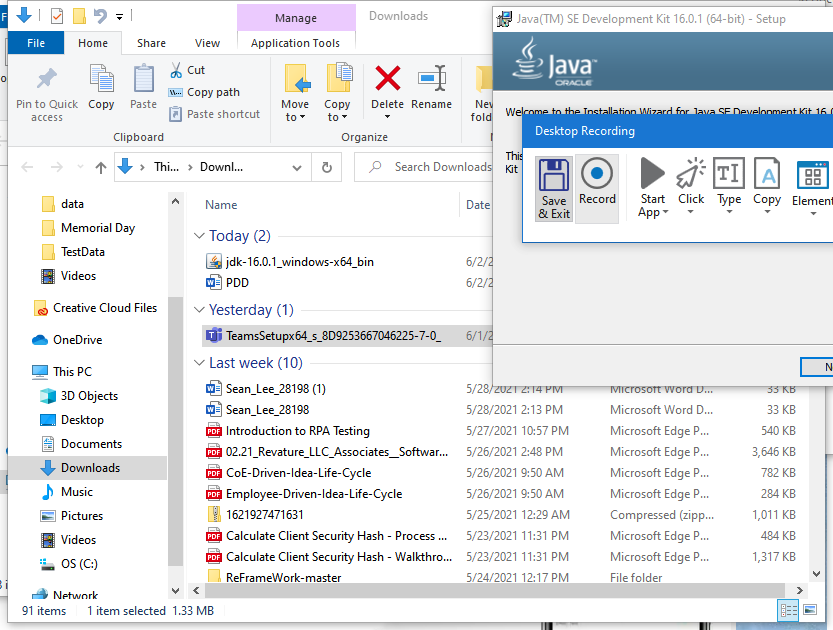 Manage
Downloads
File
Home
Share
View
Application Tools
Pin to Quick access
Copy
Paste
Cut
Copy path
Paste shortcut
Clipboard
Move to
Copy to
Delete
Rename
Organize
New
Thi...
Downl...
Search Downloads
data
Memorial Day
TestData
Videos
Creative Cloud Files
OneDrive
This PC
3D Objects
Desktop
Documents
Downloads
Music
Pictures
Videos
OS (C:)
Network
Name
Date
Today (2)
jdk-16.0.1_windows-x64_bin 6/2/2
PDD 6/2/2
Yesterday (1)
TeamsSetupx64_s_8D9253667046225-7-0_ 6/1/2
Last week (10)
Sean_Lee_28198 (1) 5/28/2021 2:14 PM Microsoft Word D... 33 KB
Sean_Lee_28198 5/28/2021 2:13 PM Microsoft Word D... 33 KB
Introduction to RPA Testing 5/27/2021 10:57 PM Microsoft Edge P... 540 KB
02.21_Revature_LLC_Associates__Softwar... 5/26/2021 2:48 PM Microsoft Edge P... 3,646 KB
CoE-Driven-Idea-Life-Cycle 5/26/2021 9:50 AM Microsoft Edge P... 782 KB
Employee-Driven-Idea-Life-Cycle 5/26/2021 9:50 AM Microsoft Edge P... 284 KB
1621927471631 5/25/2021 12:29 AM Compressed (zipp... 1,011 KB
Calculate Client Security Hash - Process ... 5/23/2021 11:31 PM Microsoft Edge P... 484 KB
Calculate Client Security Hash - Walkthro... 5/23/2021 11:31 PM Microsoft Edge P... 1,317 KB
ReFrameWork-master 5/24/2021 12:17 PM File folder
91 items 1 item selected 1.33 MB
Java(TM) SE Development Kit 16.0.1 (64-bit) - Setup
Java
ORACLE
Welcome to the Installation Wizard for Java SE Development Kit 16.0
This
Kit
Desktop Recording
Save & Exit
Record
Start App
Click
Type
Copy
Element
N